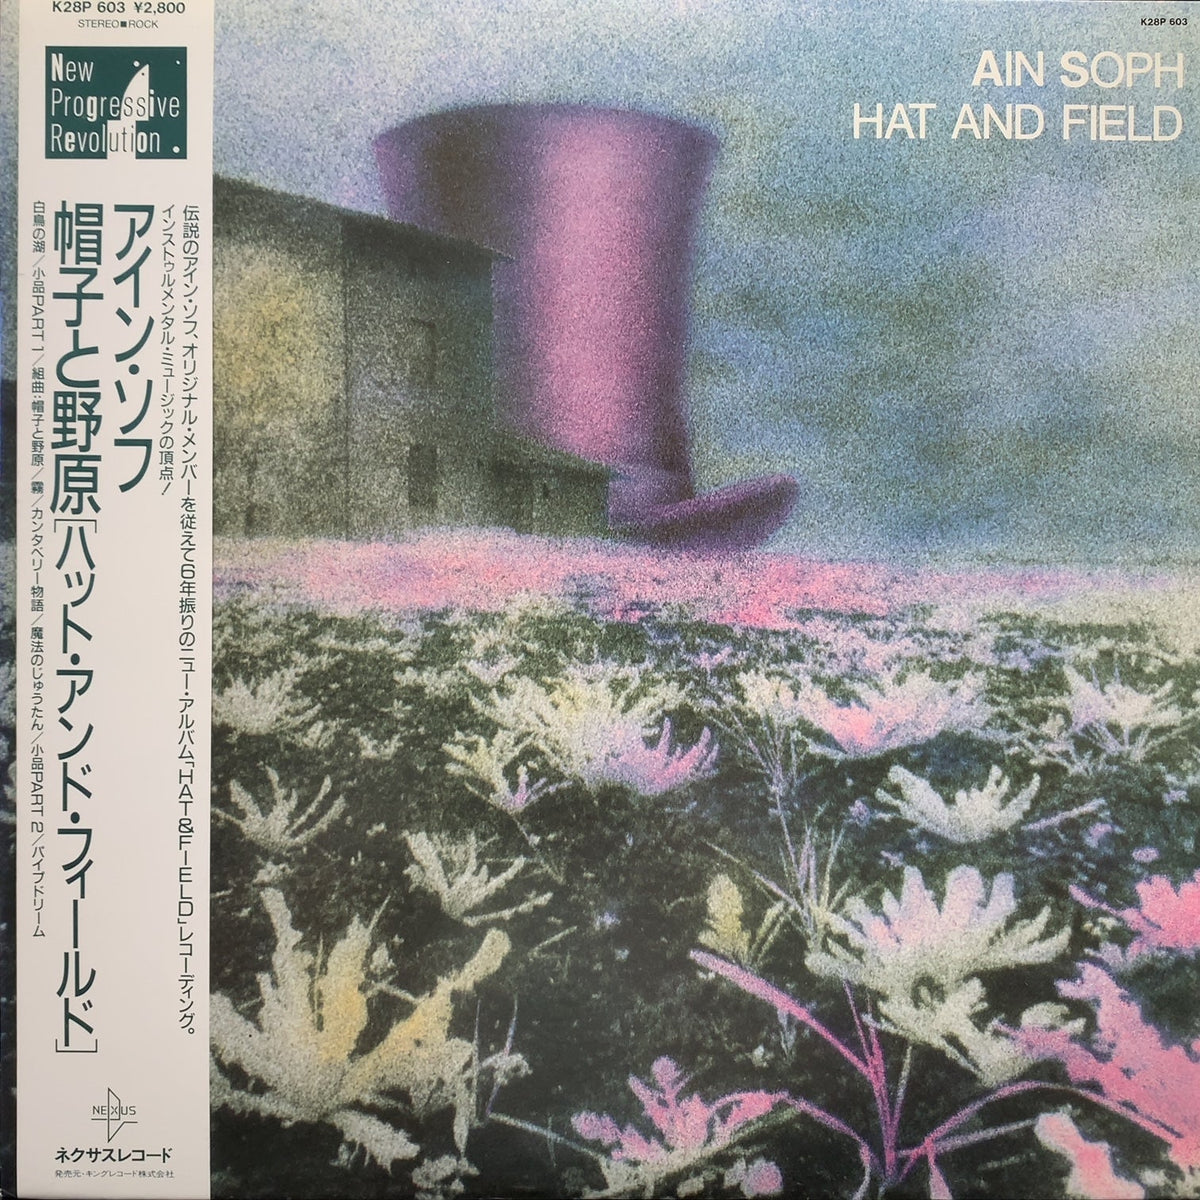 K28P 603 ¥2,800
STEREO■ROCK
New
Progressive
Revolution.
伝説のアイン・ソフ、オリジナル・メンバーを従えて6年振りのニュー・アルバム「HAT&FIELD」レコーディング。
インストゥルメンタル・ミュージックの頂点!
アイン・ソフ
帽子と野原[ハット・アンド・フィールド]
白鳥の湖/小品PART 1/組曲:帽子と野原/霧/カンタベリー物語/魔法のじゅうたん/小品PART 2/パイプドリーム
NEXUS
ネクサスレコード
発売元・キングレコード株式会社
K28P 603
AIN SOPH
HAT AND FIELD